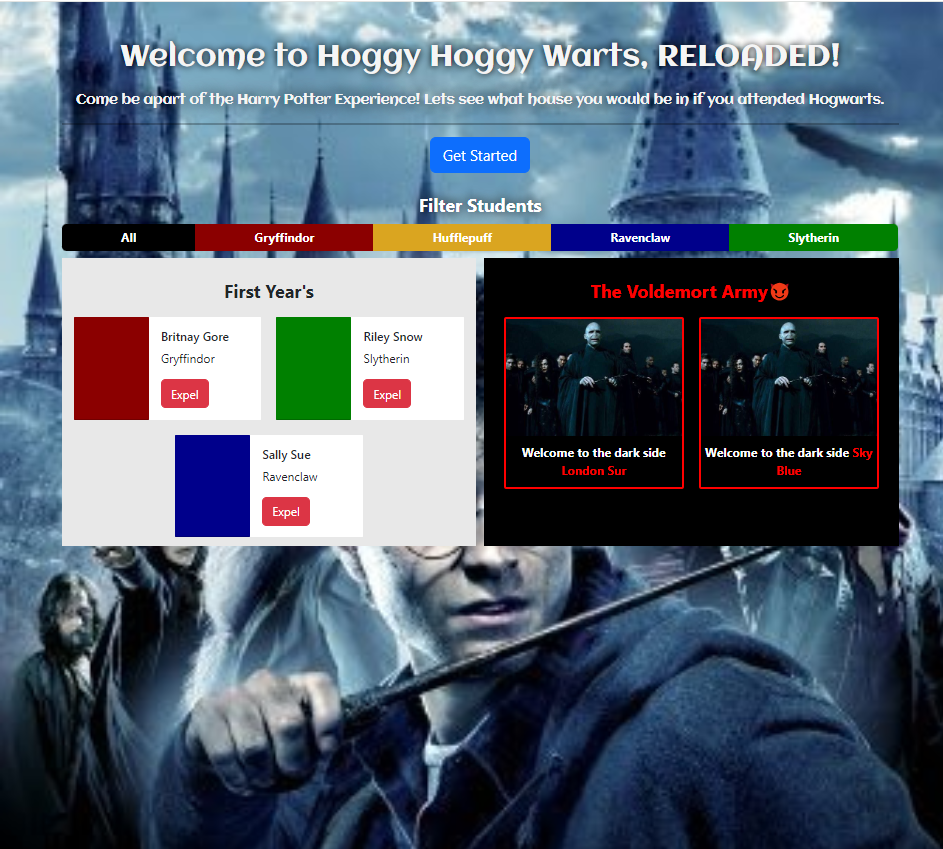 Welcome to Hoggy Hoggy Warts, RELOADED!
Come be apart of the Harry Potter Experience! Lets see what house you would be in if you attended Hogwarts.
Get Started
Filter Students
All
Gryffindor
Hufflepuff
Ravenclaw
Slytherin
First Year's
Britnay Gore
Gryffindor
Expel
Riley Snow
Slytherin
Expel
Sally Sue
Ravenclaw
Expel
The Voldemort Army😈
Welcome to the dark side
London Sur
Welcome to the dark side Sky
Blue